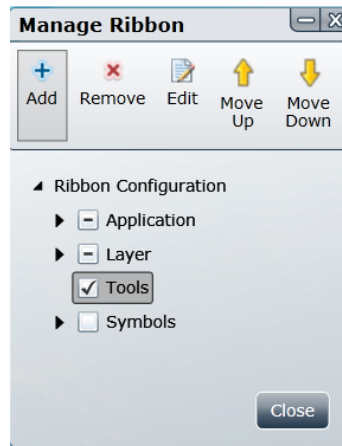 Manage Ribbon
Add Remove Edit Move Up Move Down
Ribbon Configuration
Application
Layer
Tools
Symbols
Close